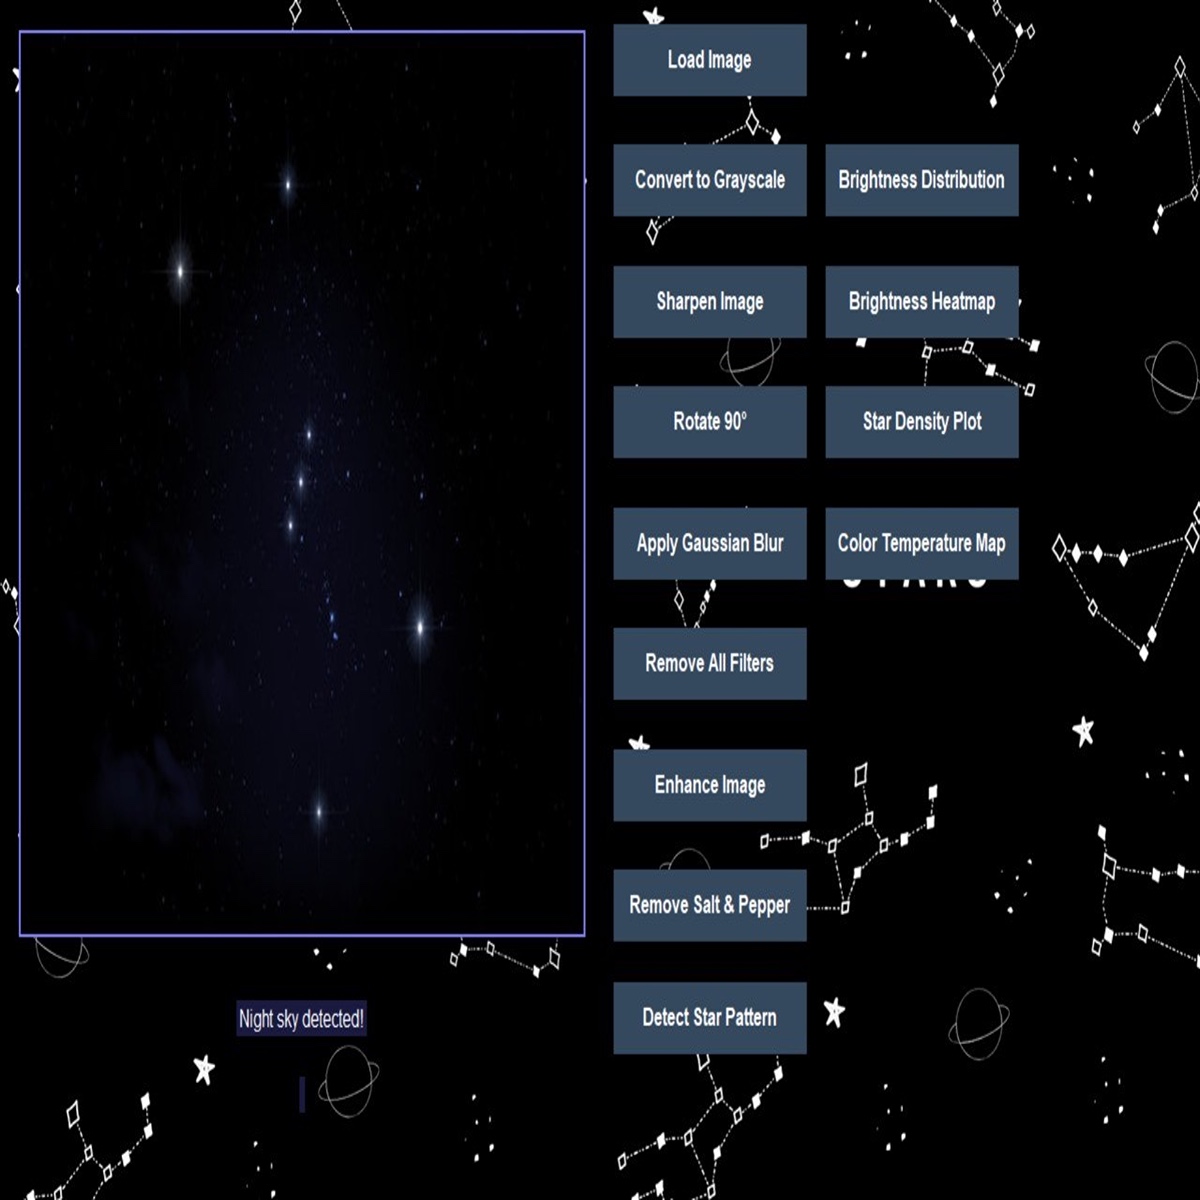 Load Image
Convert to Grayscale
Brightness Distribution
Sharpen Image
Brightness Heatmap
Rotate 90°
Star Density Plot
Apply Gaussian Blur
Color Temperature Map
Remove All Filters
Enhance Image
Remove Salt & Pepper
Detect Star Pattern
Night sky detected!